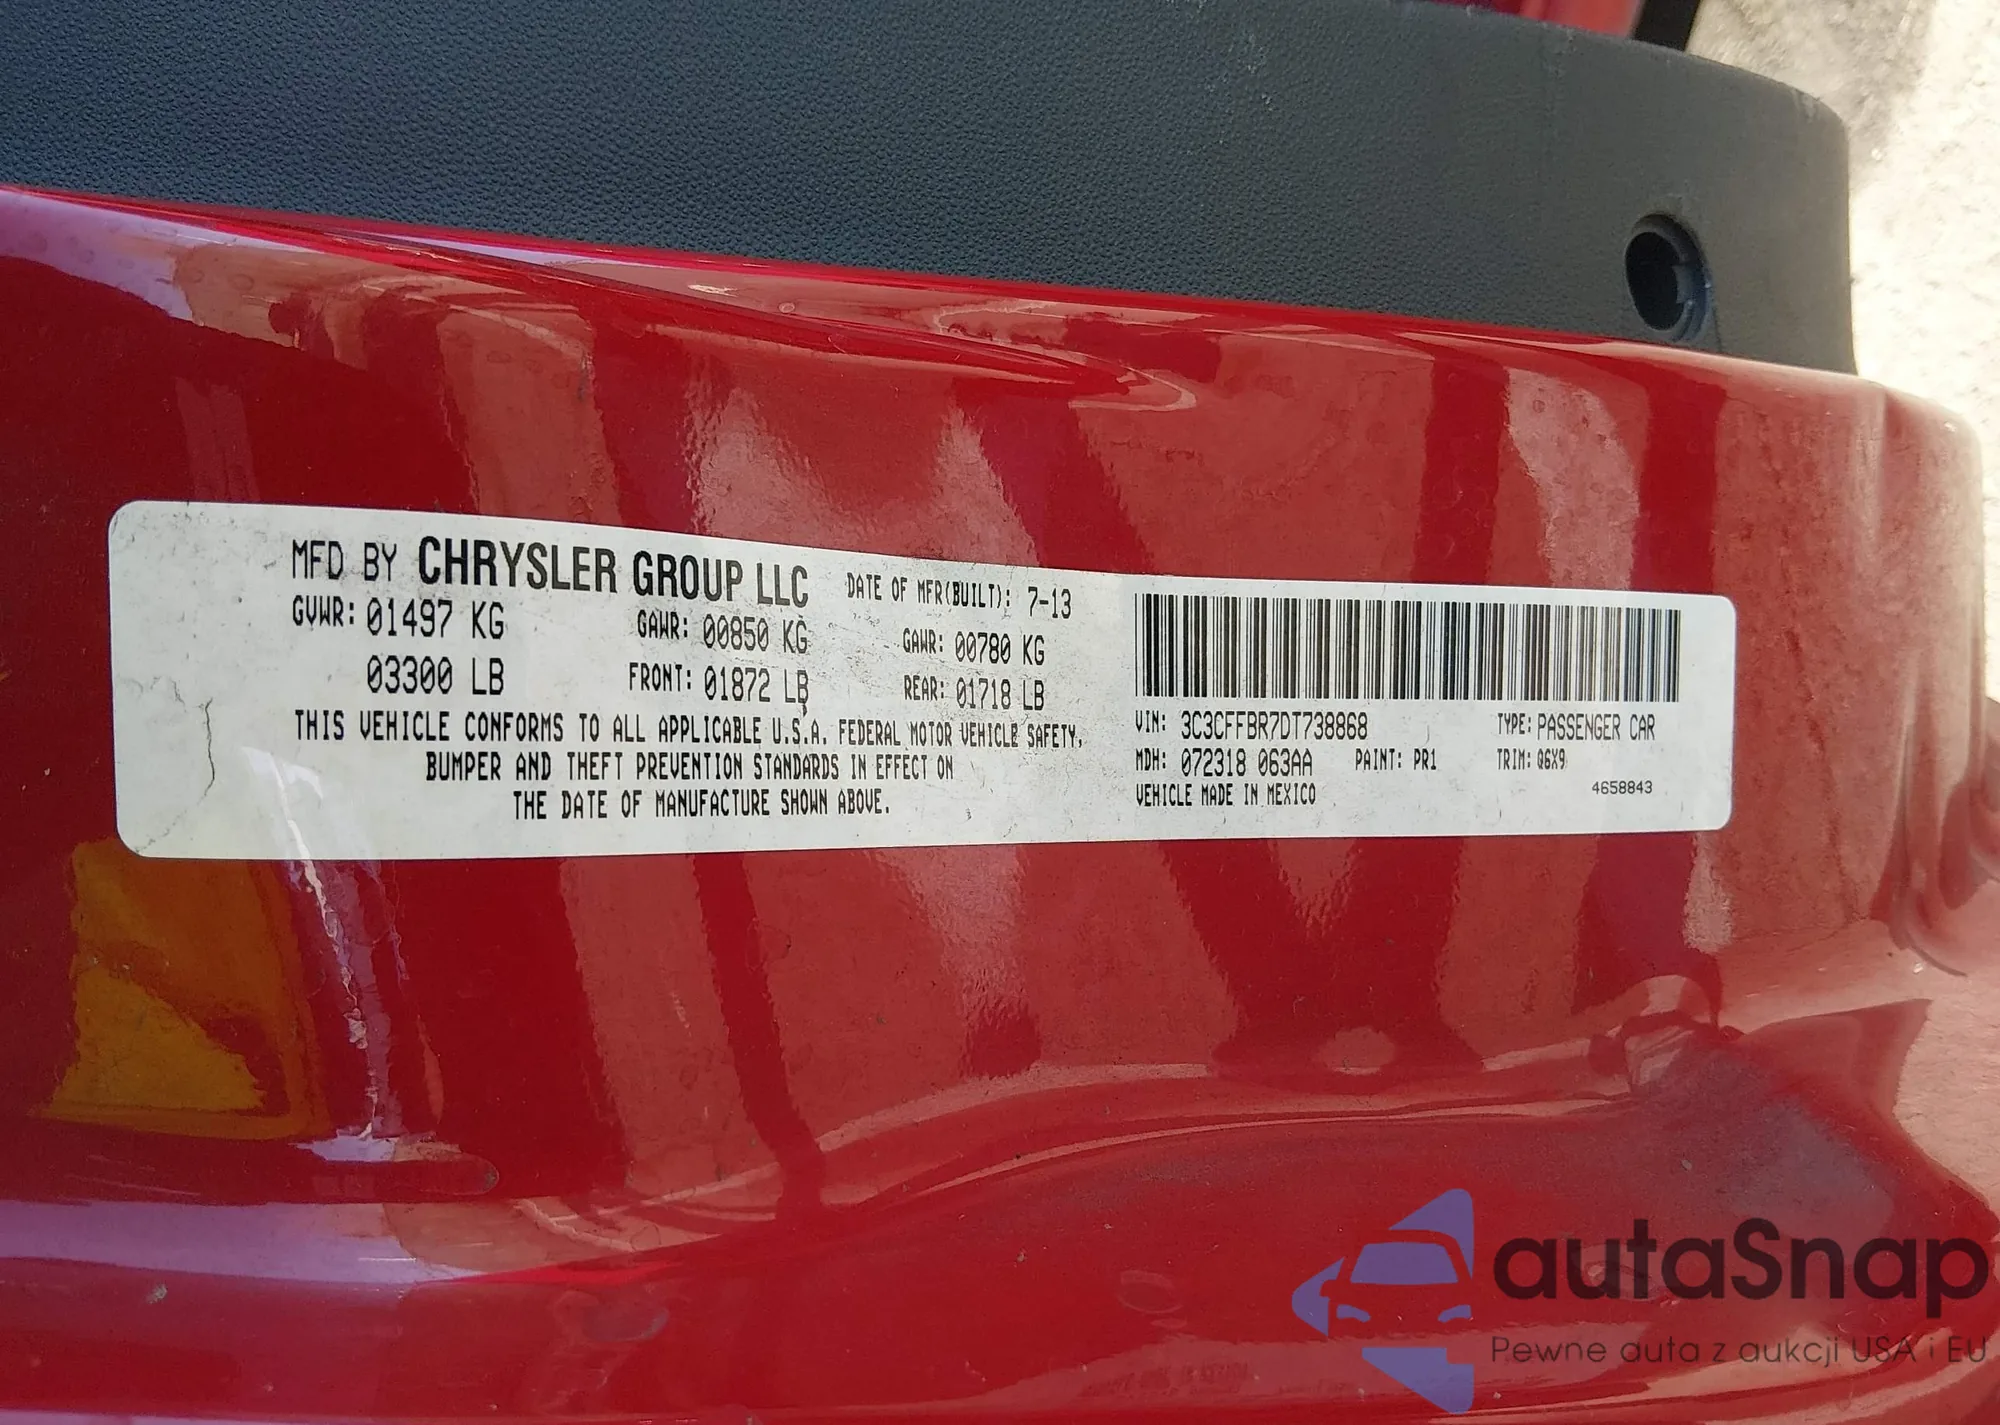 MFD BY CHRYSLER GROUP LLC DATE OF MFR(BUILT): 7-13
GVWR: 01497 KG GAWR: 00850 KG GAWR: 00780 KG
03300 LB FRONT: 01872 LB REAR: 01718 LB
THIS VEHICLE CONFORMS TO ALL APPLICABLE U.S.A. FEDERAL MOTOR VEHICLE SAFETY,
BUMPER AND THEFT PREVENTION STANDARDS IN EFFECT ON
THE DATE OF MANUFACTURE SHOWN ABOVE.
VIN: 3C3CFFBR7DT738868 TYPE: PASSENGER CAR
MDH: 072318 063AA PAINT: PR1 TRIM: Q6X9
VEHICLE MADE IN MEXICO 4658843
autaSnap
Pewne auta z aukcji USA i EU